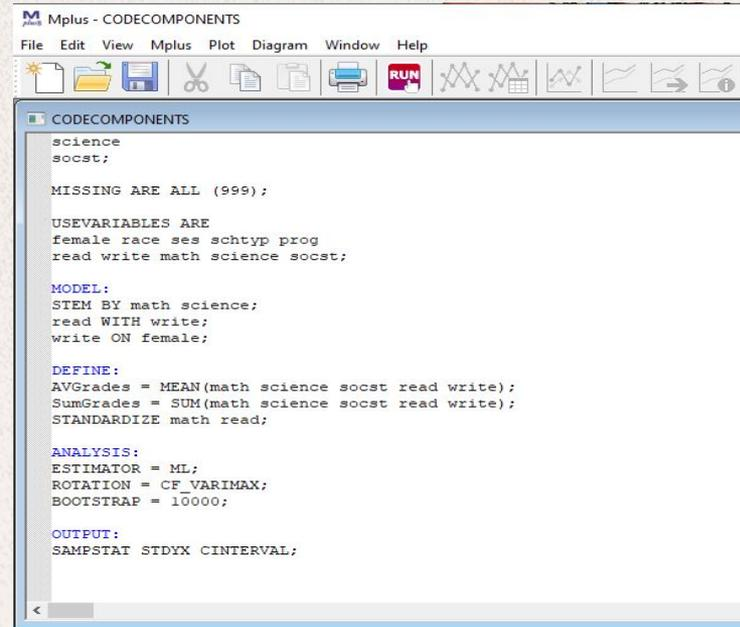 Mplus - CODECOMPONENTS
File Edit View Mplus Plot Diagram Window Help
RUN
CODECOMPONENTS
science
socst;
MISSING ARE ALL (999);
USEVARIABLES ARE
female race ses schtyp prog
read write math science socst;
MODEL:
STEM BY math science;
read WITH write;
write ON female;
DEFINE:
AVGrades = MEAN(math science socst read write);
SumGrades = SUM(math science socst read write);
STANDARDIZE math read;
ANALYSIS:
ESTIMATOR = ML;
ROTATION = CF_VARIMAX;
BOOTSTRAP = 10000;
OUTPUT:
SAMPSTAT STDYX CINTERVAL;